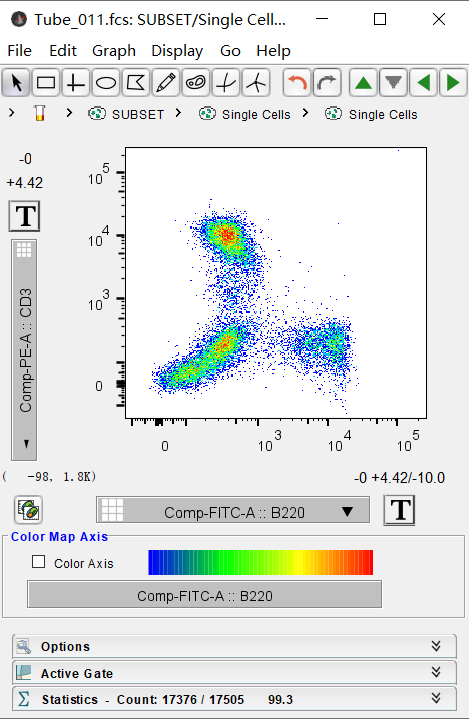 Tube_011.fcs: SUBSET/Single Cell...
File Edit Graph Display Go Help
> > SUBSET > Single Cells > Single Cells
-0
+4.42
T
Comp-PE-A :: CD3
10^5
10^4
10^3
0
0 10^3 10^4 10^5
( -98, 1.8K) -0 +4.42/-10.0
Comp-FITC-A :: B220 ▼ T
Color Map Axis
Color Axis
Comp-FITC-A :: B220
Options
Active Gate
Σ Statistics - Count: 17376 / 17505 99.3